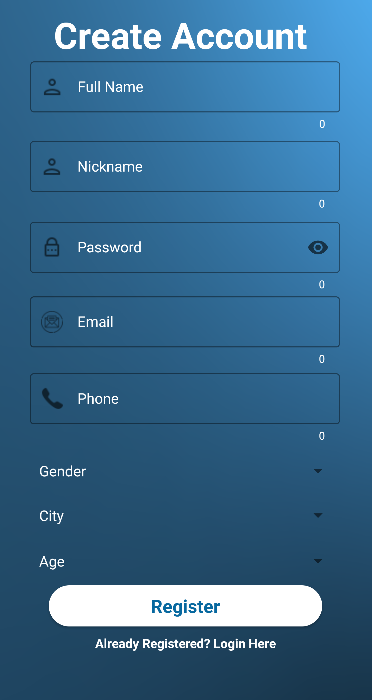 Create Account
Full Name
0
Nickname
0
Password
0
Email
0
Phone
0
Gender
City
Age
Register
Already Registered? Login Here